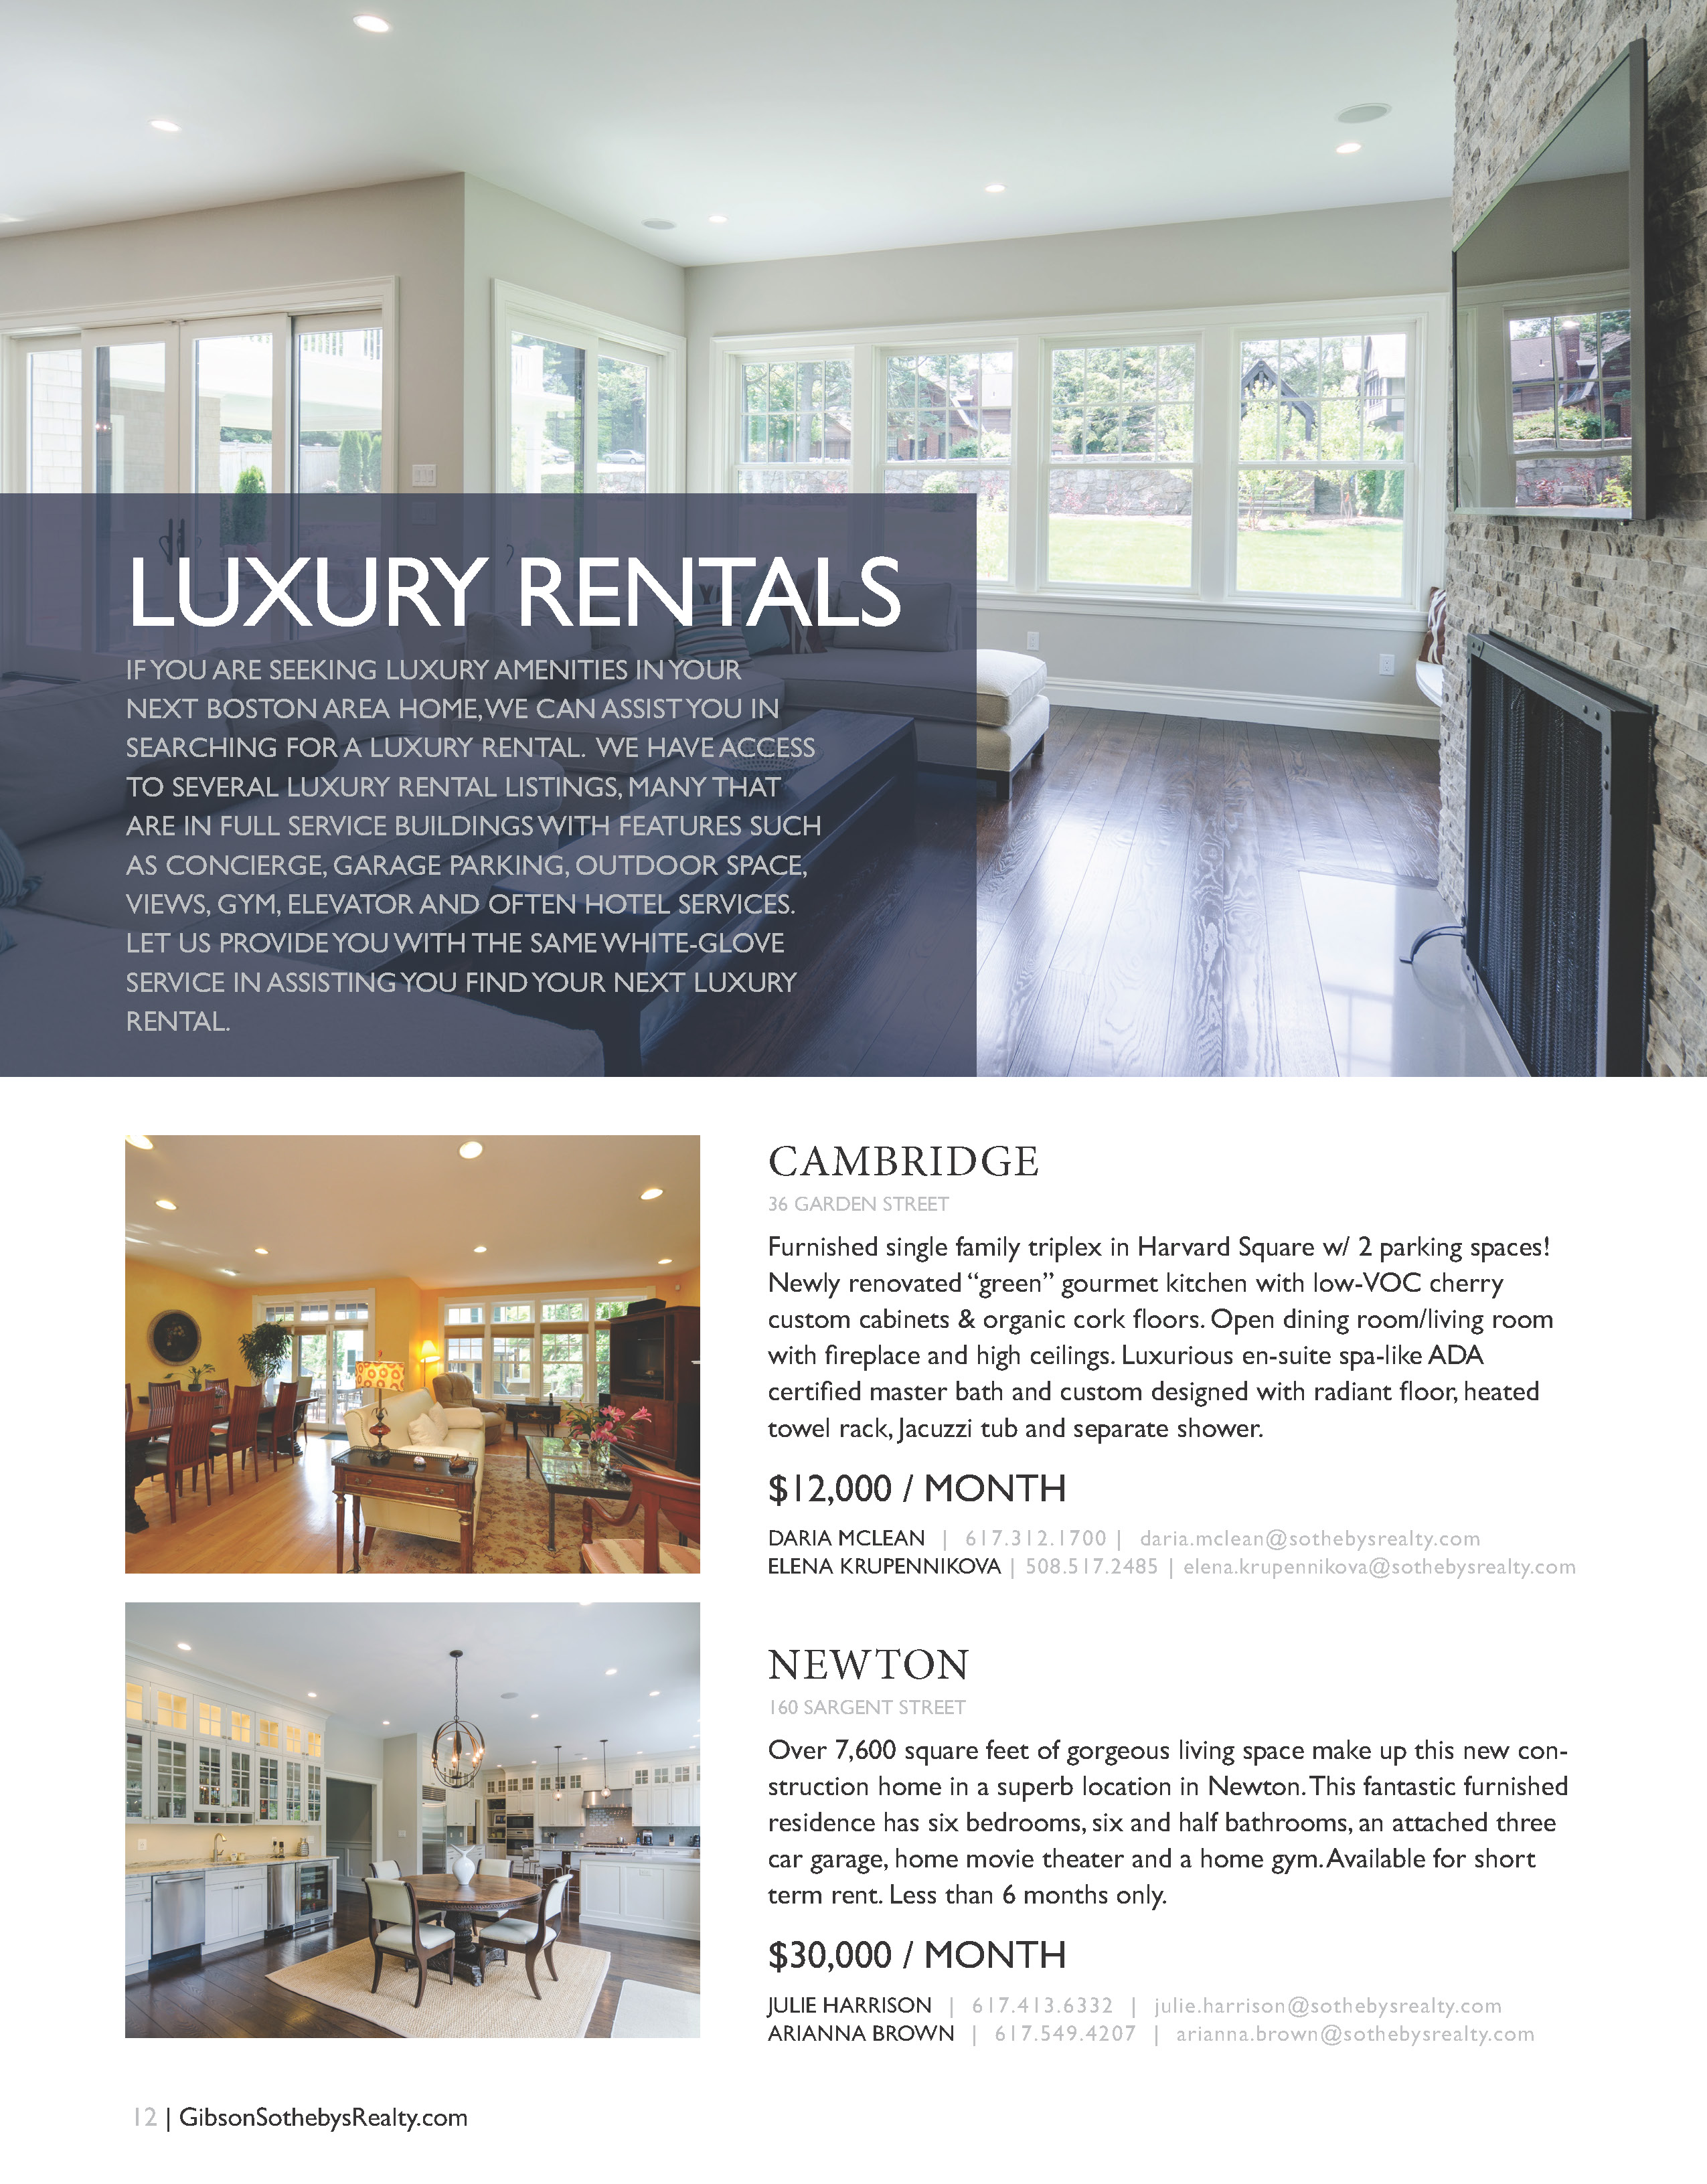 LUXURY RENTALS
IF YOU ARE SEEKING LUXURY AMENITIES IN YOUR
NEXT BOSTON AREA HOME, WE CAN ASSIST YOU IN
SEARCHING FOR A LUXURY RENTAL. WE HAVE ACCESS
TO SEVERAL LUXURY RENTAL LISTINGS, MANY THAT
ARE IN FULL SERVICE BUILDINGS WITH FEATURES SUCH
AS CONCIERGE, GARAGE PARKING, OUTDOOR SPACE,
VIEWS, GYM, ELEVATOR AND OFTEN HOTEL SERVICES.
LET US PROVIDE YOU WITH THE SAME WHITE-GLOVE
SERVICE IN ASSISTING YOU FIND YOUR NEXT LUXURY
RENTAL.
CAMBRIDGE
36 GARDEN STREET
Furnished single family triplex in Harvard Square w/ 2 parking spaces!
Newly renovated “green” gourmet kitchen with low-VOC cherry
custom cabinets & organic cork floors. Open dining room/living room
with fireplace and high ceilings. Luxurious en-suite spa-like ADA
certified master bath and custom designed with radiant floor, heated
towel rack, Jacuzzi tub and separate shower.
$12,000 / MONTH
DARIA MCLEAN | 617.312.1700 | daria.mclean@sothebysrealty.com
ELENA KRUPENNIKOVA | 508.517.2485 | elena.krupennikova@sothebysrealty.com
NEWTON
160 SARGENT STREET
Over 7,600 square feet of gorgeous living space make up this new con-
struction home in a superb location in Newton. This fantastic furnished
residence has six bedrooms, six and half bathrooms, an attached three
car garage, home movie theater and a home gym. Available for short
term rent. Less than 6 months only.
$30,000 / MONTH
JULIE HARRISON | 617.413.6332 | julie.harrison@sothebysrealty.com
ARIANNA BROWN | 617.549.4207 | arianna.brown@sothebysrealty.com
12 | GibsonSothebysRealty.com